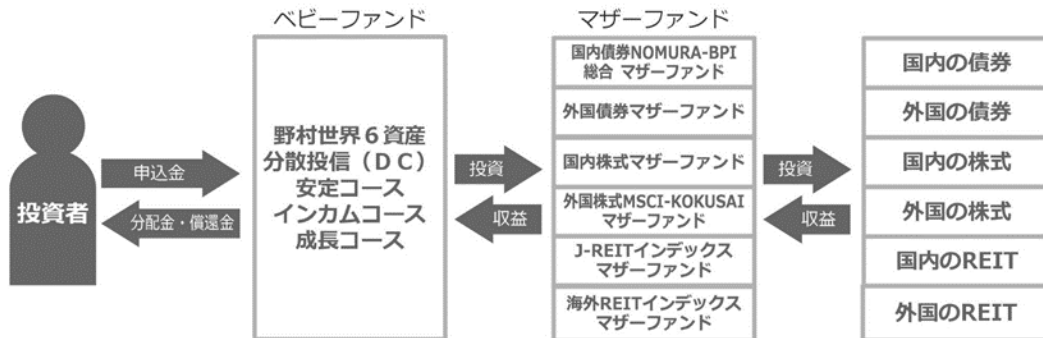 ベビーファンド
マザーファンド
投資者
申込金
分配金・償還金
野村世界６資産
分散投信（ＤＣ）
安定コース
インカムコース
成長コース
投資
収益
国内債券NOMURA-BPI
総合 マザーファンド
外国債券マザーファンド
国内株式マザーファンド
外国株式MSCI-KOKUSAI
マザーファンド
J-REITインデックス
マザーファンド
海外REITインデックス
マザーファンド
投資
収益
国内の債券
外国の債券
国内の株式
外国の株式
国内のREIT
外国のREIT